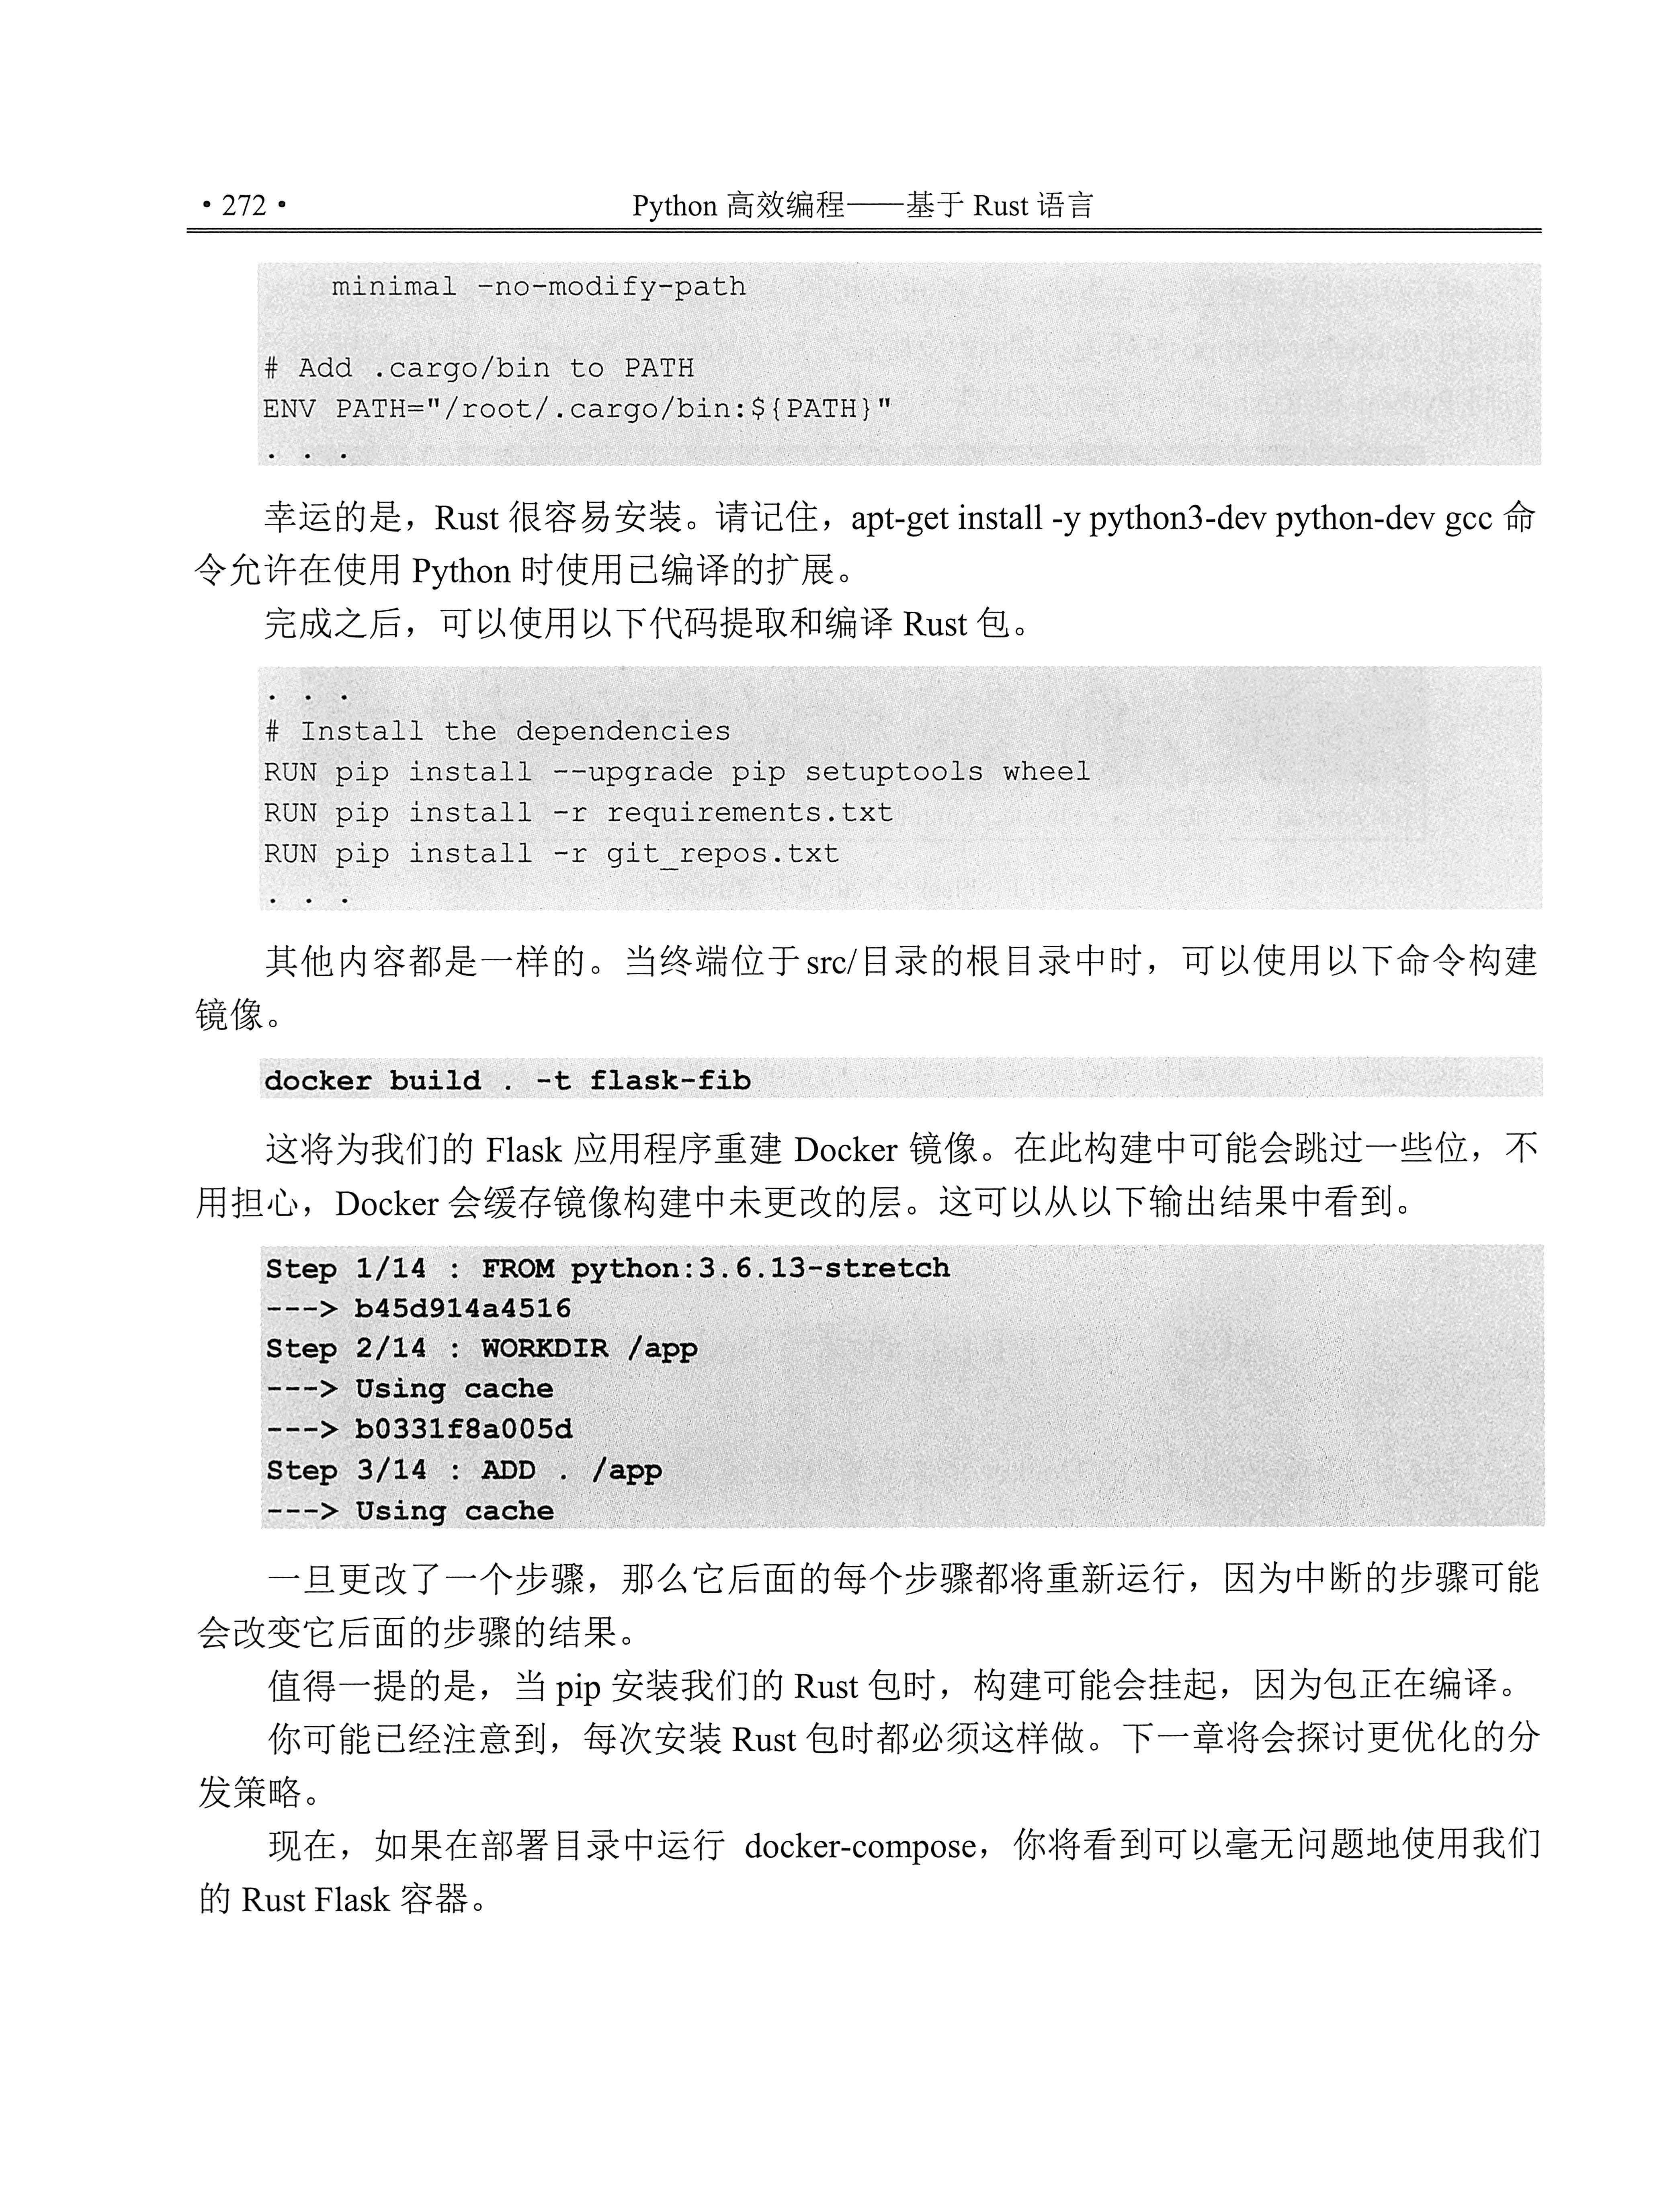 • 272 •
Python 高效编程——基于 Rust 语言
minimal –no-modify-path
# Add .cargo/bin to PATH
ENV PATH="/root/.cargo/bin:${PATH}"
. . .
幸运的是，Rust 很容易安装。请记住，apt-get install -y python3-dev python-dev gcc 命
令允许在使用 Python 时使用已编译的扩展。
完成之后，可以使用以下代码提取和编译 Rust 包。
. . .
# Install the dependencies
RUN pip install --upgrade pip setuptools wheel
RUN pip install -r requirements.txt
RUN pip install -r git_repos.txt
. . .
其他内容都是一样的。当终端位于 src/目录的根目录中时，可以使用以下命令构建
镜像。
docker build . -t flask-fib
这将为我们的 Flask 应用程序重建 Docker 镜像。在此构建中可能会跳过一些位，不
用担心，Docker 会缓存镜像构建中未更改的层。这可以从以下输出结果中看到。
Step 1/14 : FROM python:3.6.13-stretch
---> b45d914a4516
Step 2/14 : WORKDIR /app
---> Using cache
---> b0331f8a005d
Step 3/14 : ADD . /app
---> Using cache
一旦更改了一个步骤，那么它后面的每个步骤都将重新运行，因为中断的步骤可能
会改变它后面的步骤的结果。
值得一提的是，当 pip 安装我们的 Rust 包时，构建可能会挂起，因为包正在编译。
你可能已经注意到，每次安装 Rust 包时都必须这样做。下一章将会探讨更优化的分
发策略。
现在，如果在部署目录中运行 docker-compose，你将看到可以毫无问题地使用我们
的 Rust Flask 容器。